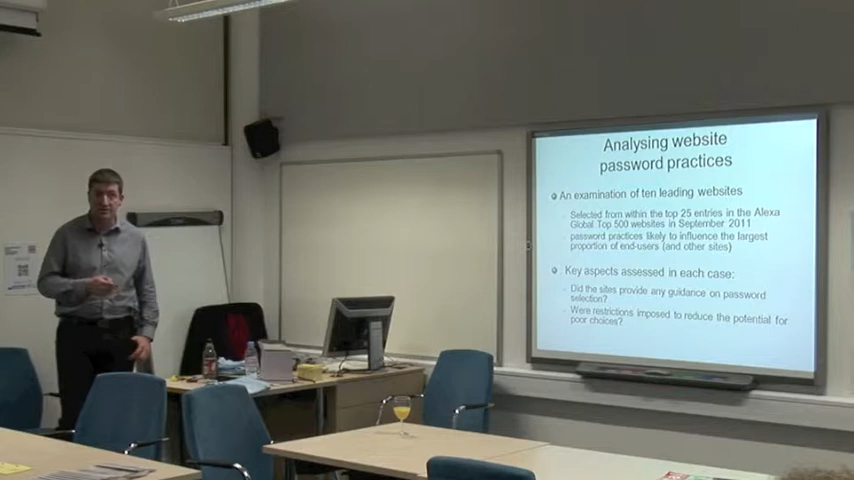 Analysing website
password practices
An examination of ten leading websites
Selected from within the top 25 entries in the Alexa
Global Top 500 websites in September 2011
password practices likely to influence the largest
proportion of end-users (and other sites)
Key aspects assessed in each case:
Did the sites provide any guidance on password
selection?
Were restrictions imposed to reduce the potential for
poor choices?